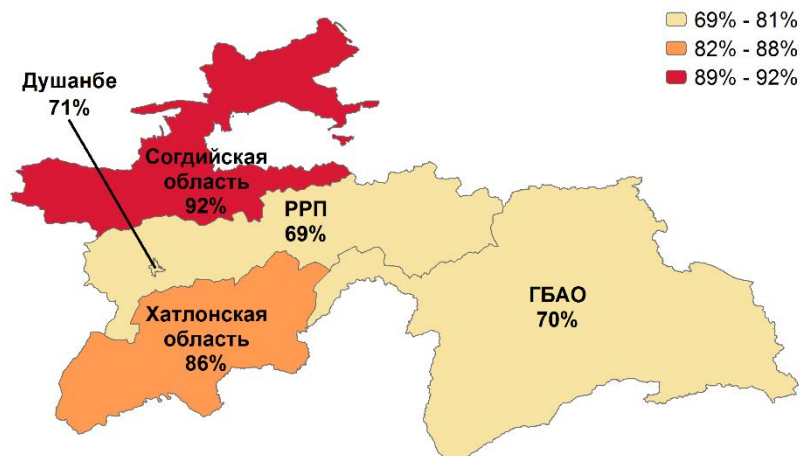 69% - 81%
82% - 88%
89% - 92%
Душанбе
71%
Согдийская
область
92%
РРП
69%
ГБАО
70%
Хатлонская
область
86%